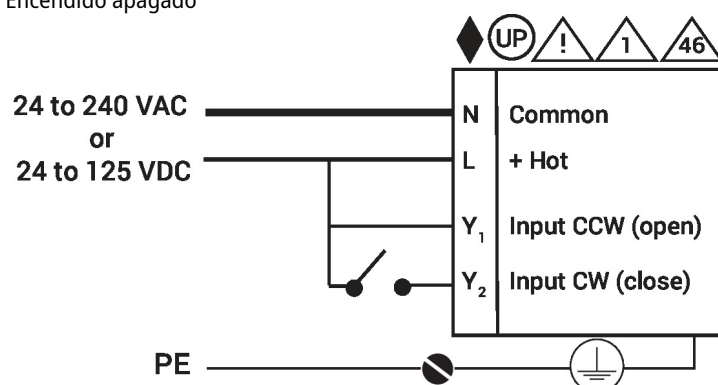 Encendido apagado
UP ! 1 46
24 to 240 VAC
or
24 to 125 VDC
N Common
L + Hot
Y1 Input CCW (open)
Y2 Input CW (close)
PE